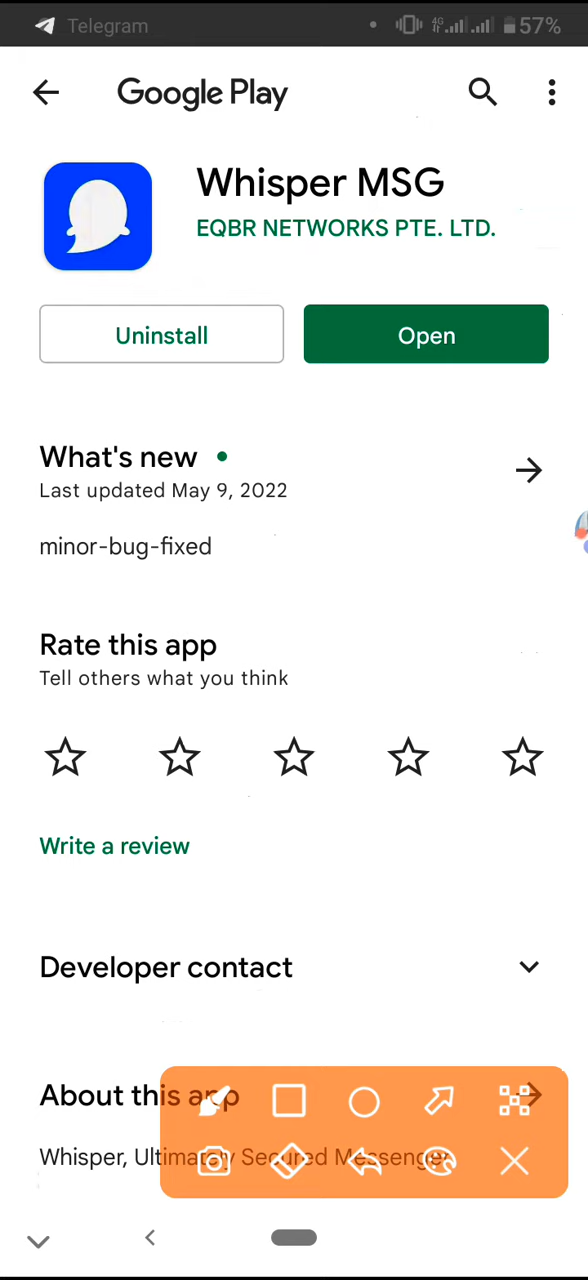 Telegram
4G
57%
Google Play
Whisper MSG
EQBR NETWORKS PTE. LTD.
Uninstall
Open
What's new
Last updated May 9, 2022
minor-bug-fixed
Rate this app
Tell others what you think
Write a review
Developer contact
About this app
Whisper, Ultimately Secured Messenger